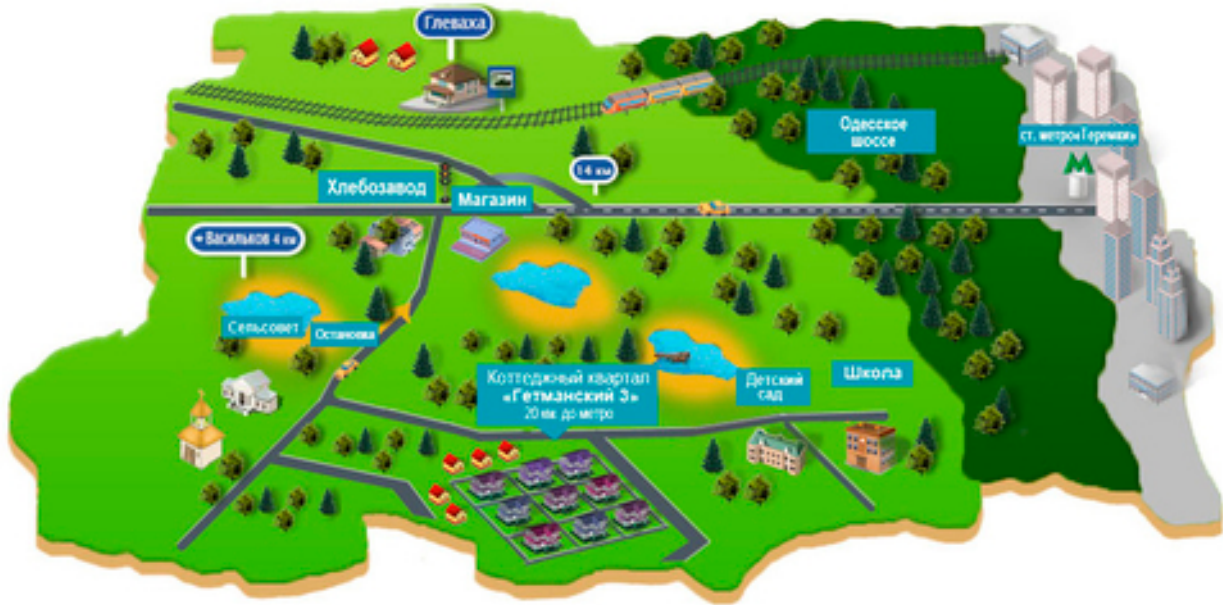 Глеваха
Одесское
шоссе
ст. метро«Теремки»
М
14 км
Хлебозавод
Магазин
Васильков 4 км
Сельсовет
Остановка
Коттеджный квартал
«Гетманский 3»
20 км до метро
Детский
сад
Школа